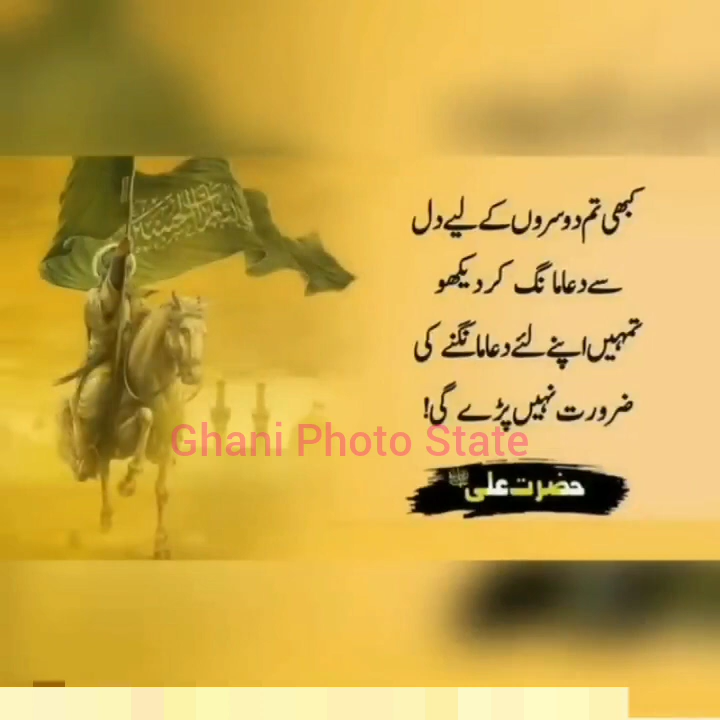 کبھی تم دوسروں کے لیے دل
سے دعا مانگ کر دیکھو
تمہیں اپنے لئے دعا مانگنے کی
ضرورت نہیں پڑے گی!
Ghani Photo State
حضرت علی